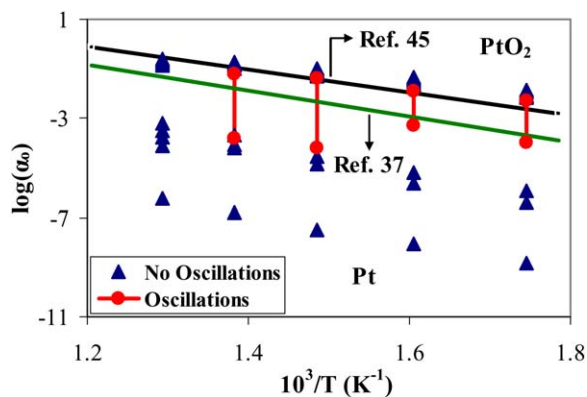 1
Ref. 45
PtO₂
-3
log(αₒ)
Ref. 37
-7
No Oscillations
Oscillations
Pt
-11
1.2
1.4
1.6
1.8
10³/T (K⁻¹)